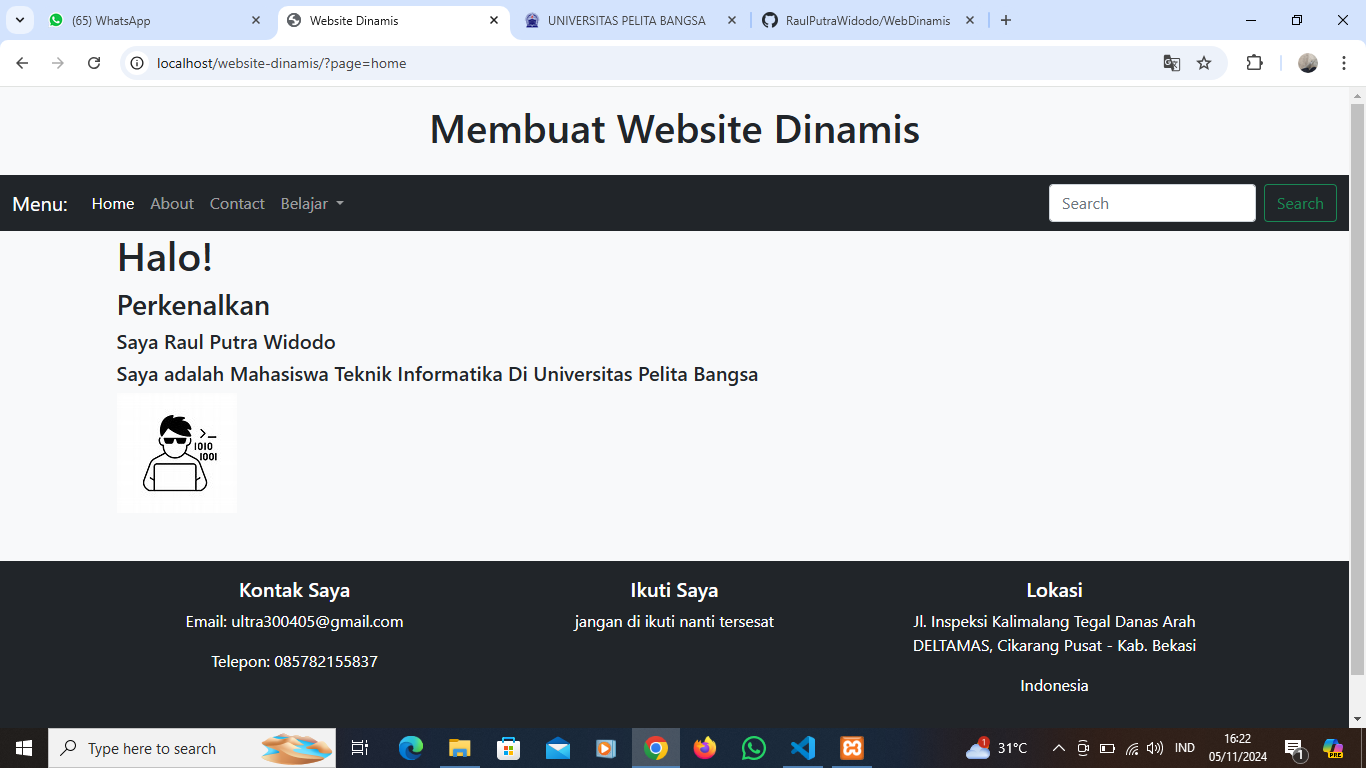 (65) WhatsApp
Website Dinamis
UNIVERSITAS PELITA BANGSA
RaulPutraWidodo/WebDinamis
localhost/website-dinamis/?page=home
Membuat Website Dinamis
Menu: Home About Contact Belajar
Search Search
Halo!
Perkenalkan
Saya Raul Putra Widodo
Saya adalah Mahasiswa Teknik Informatika Di Universitas Pelita Bangsa
>_
1010
1001
Kontak Saya
Email: ultra300405@gmail.com
Telepon: 085782155837
Ikuti Saya
jangan di ikuti nanti tersesat
Lokasi
Jl. Inspeksi Kalimalang Tegal Danas Arah
DELTAMAS, Cikarang Pusat - Kab. Bekasi
Indonesia
Type here to search
1
31°C
IND
16:22
05/11/2024
1
PRE